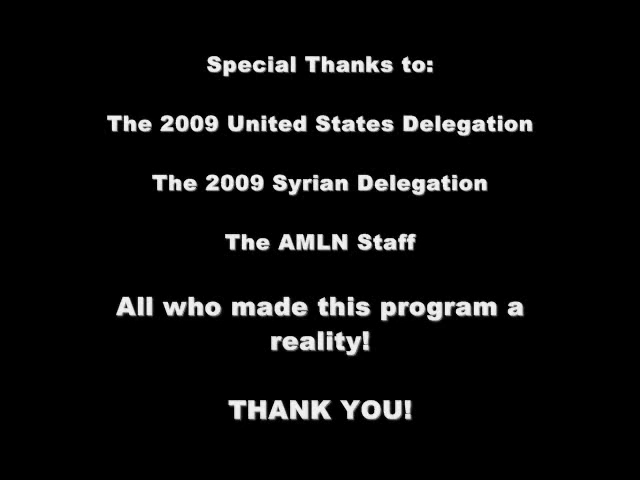 Special Thanks to:
The 2009 United States Delegation
The 2009 Syrian Delegation
The AMLN Staff
All who made this program a
reality!
THANK YOU!